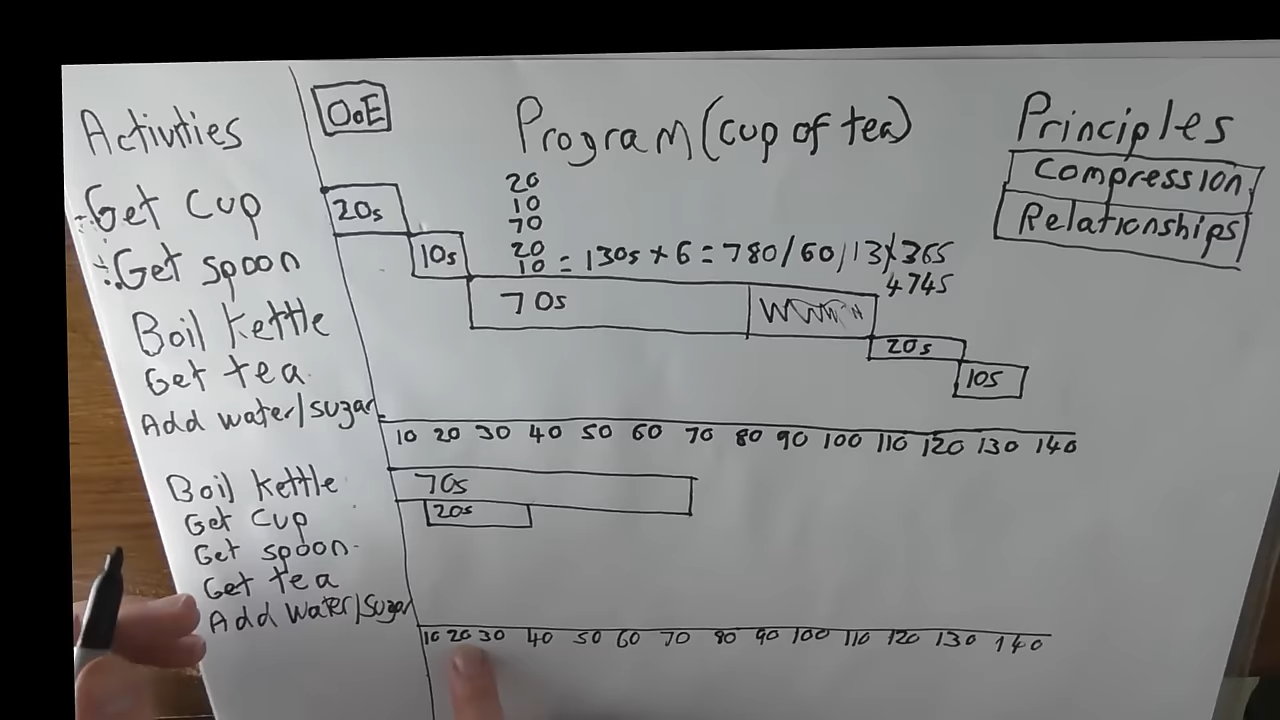 Activities
OoE
Program (cup of tea)
Principles
Compression
Relationships
Get cup
20s
Get spoon
10s
20
10
70
20
10 = 130s × 6 = 780/60, 13 × 365
4745
Boil kettle
70s
Get tea
20s
Add water/sugar
10s
10 20 30 40 50 60 70 80 90 100 110 120 130 140
Boil kettle
70s
Get cup
20s
Get spoon
Get tea
Add water/sugar
10 20 30 40 50 60 70 80 90 100 110 120 130 140